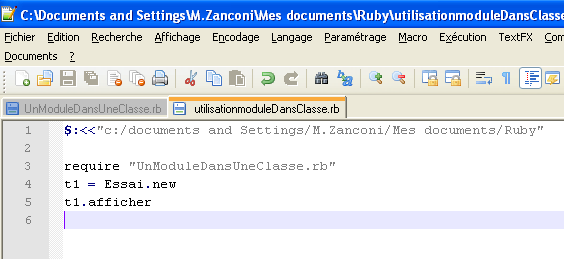 C:\Documents and Settings\M.Zanconi\Mes documents\Ruby\utilisationmoduleDansClasse
Fichier Edition Recherche Affichage Encodage Langage Paramétrage Macro Exécution TextFX Com
Documents ?
UnModuleDansUneClasse.rb utilisationmoduleDansClasse.rb
1 $:<<"c:/documents and Settings/M.Zanconi/Mes documents/Ruby"
2
3 require "UnModuleDansUneClasse.rb"
4 t1 = Essai.new
5 t1.afficher
6